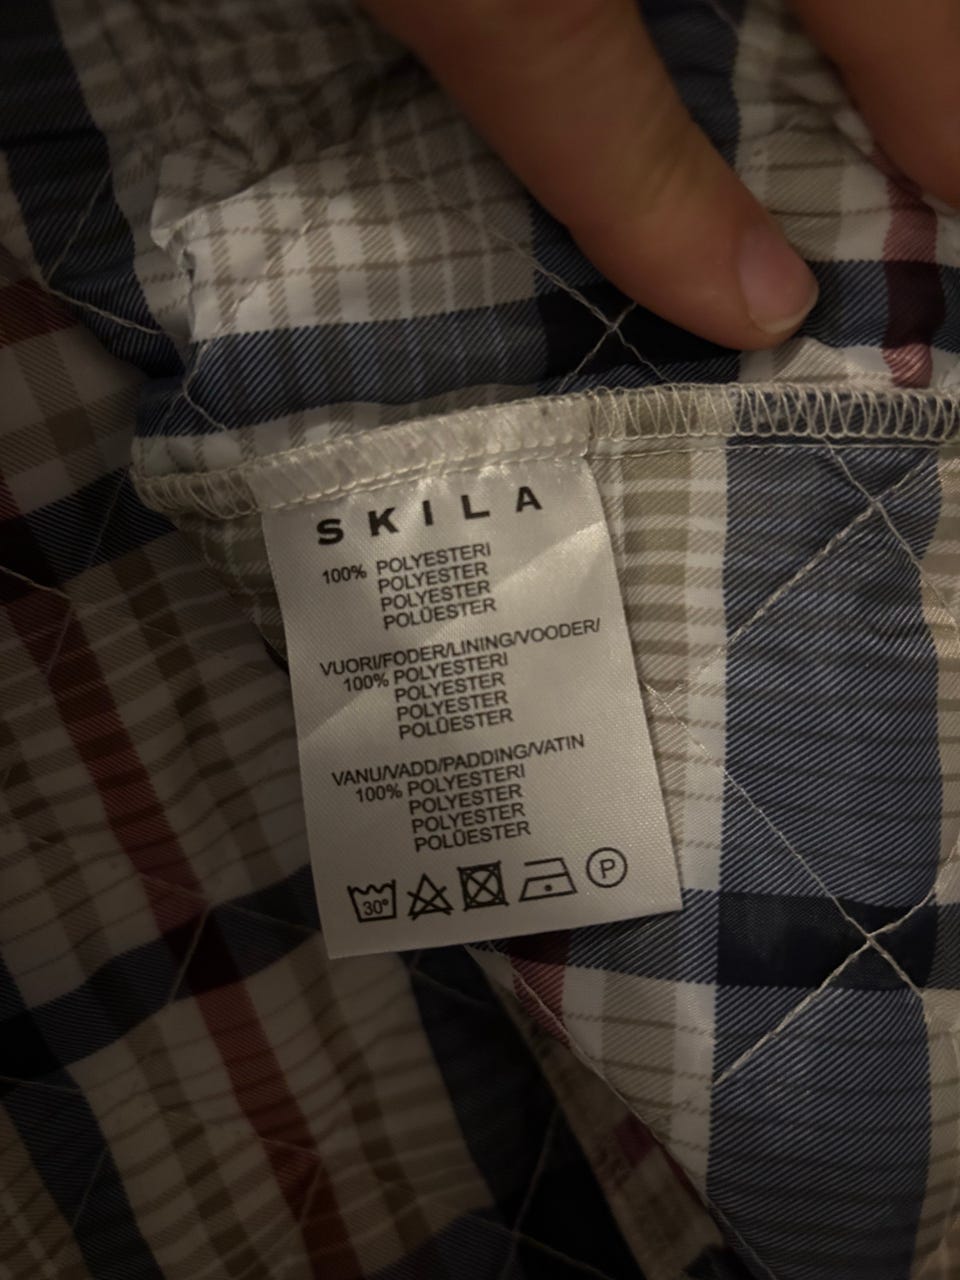 SKILA
100% POLYESTERI
POLYESTER
POLYESTER
POLÜESTER
VUORI/FODER/LINING/VOODER/
100% POLYESTERI
POLYESTER
POLYESTER
POLÜESTER
VANU/VADD/PADDING/VATIN
100% POLYESTERI
POLYESTER
POLYESTER
POLÜESTER
30° P